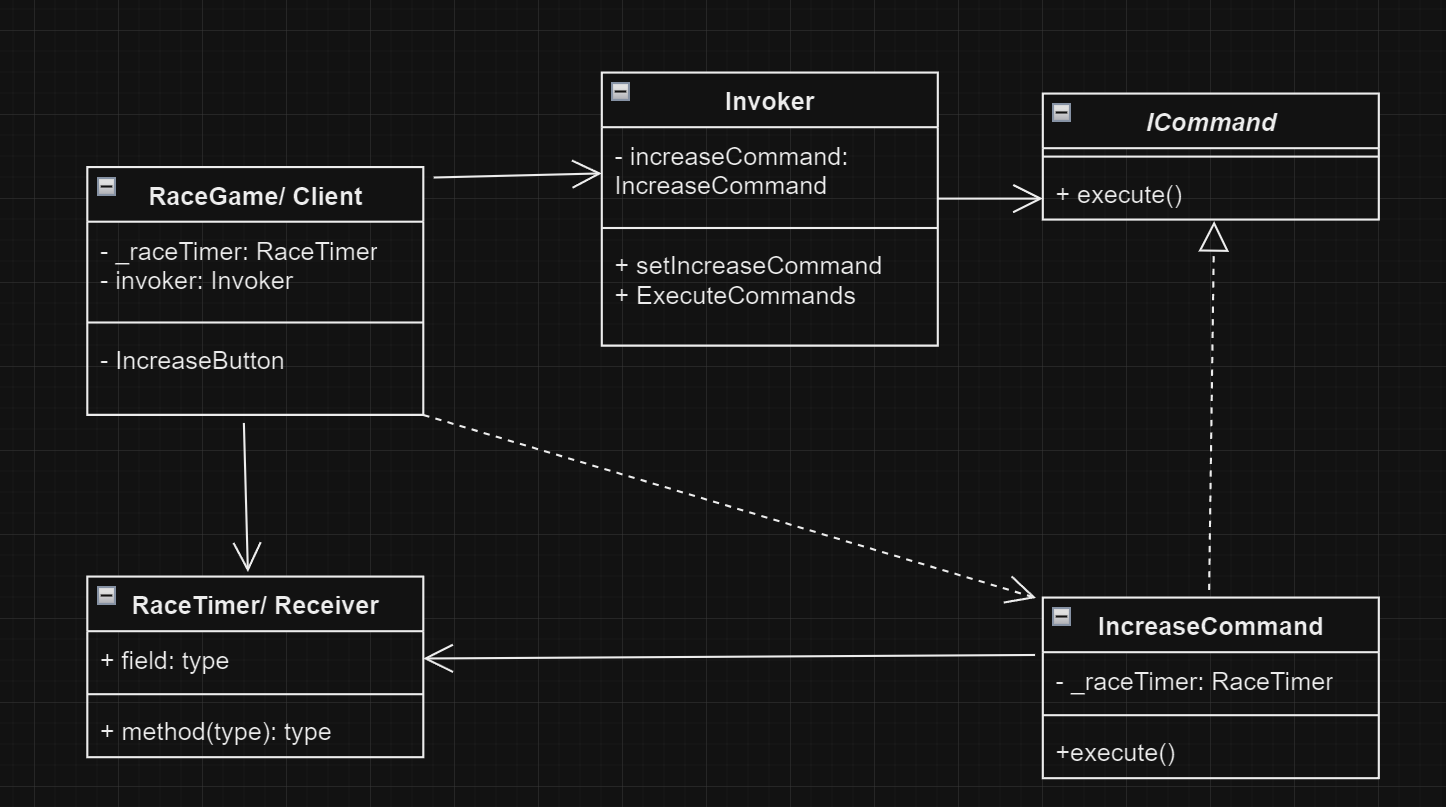 RaceGame/ Client
- _raceTimer: RaceTimer
- invoker: Invoker
- IncreaseButton
Invoker
- increaseCommand:
IncreaseCommand
+ setIncreaseCommand
+ ExecuteCommands
ICommand
+ execute()
RaceTimer/ Receiver
+ field: type
+ method(type): type
IncreaseCommand
- _raceTimer: RaceTimer
+execute()